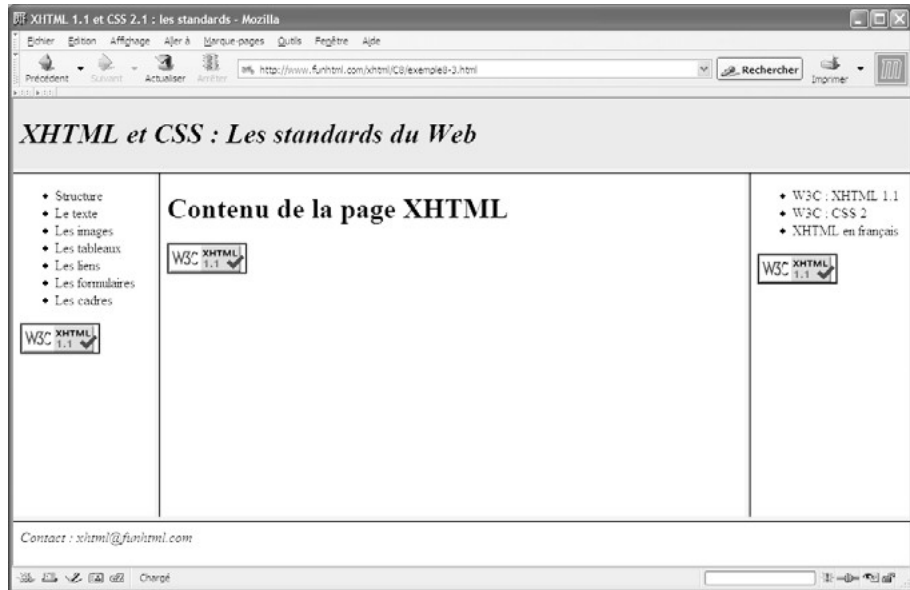 XHTML 1.1 et CSS 2.1 : les standards - Mozilla
Fichier Edition Affichage Aller à Marque-pages Outils Fenêtre Aide
Précédent Suivant Actualiser Arrêter http://www.funhtml.com/xhtml/C8/exemple8-3.html Rechercher Imprimer
XHTML et CSS : Les standards du Web
Structure
Le texte
Les images
Les tableaux
Les liens
Les formulaires
Les cadres
W3C XHTML 1.1
Contenu de la page XHTML
W3C XHTML 1.1
W3C : XHTML 1.1
W3C : CSS 2
XHTML en français
W3C XHTML 1.1
Contact : xhtml@funhtml.com
Chargé